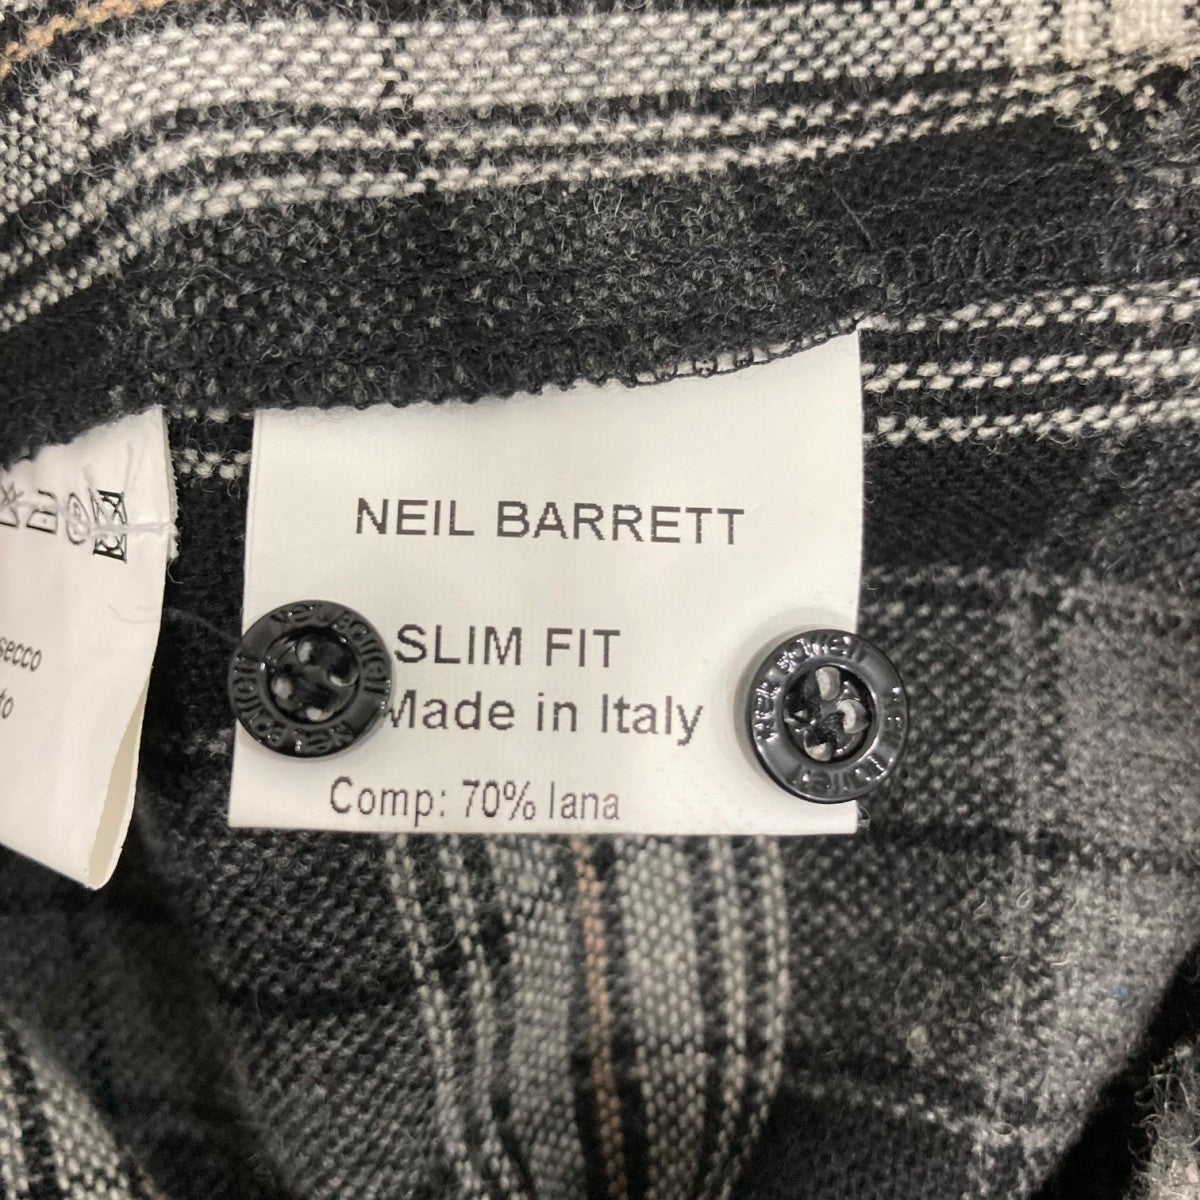 NEIL BARRETT
SLIM FIT
Made in Italy
Comp: 70% lana
secco